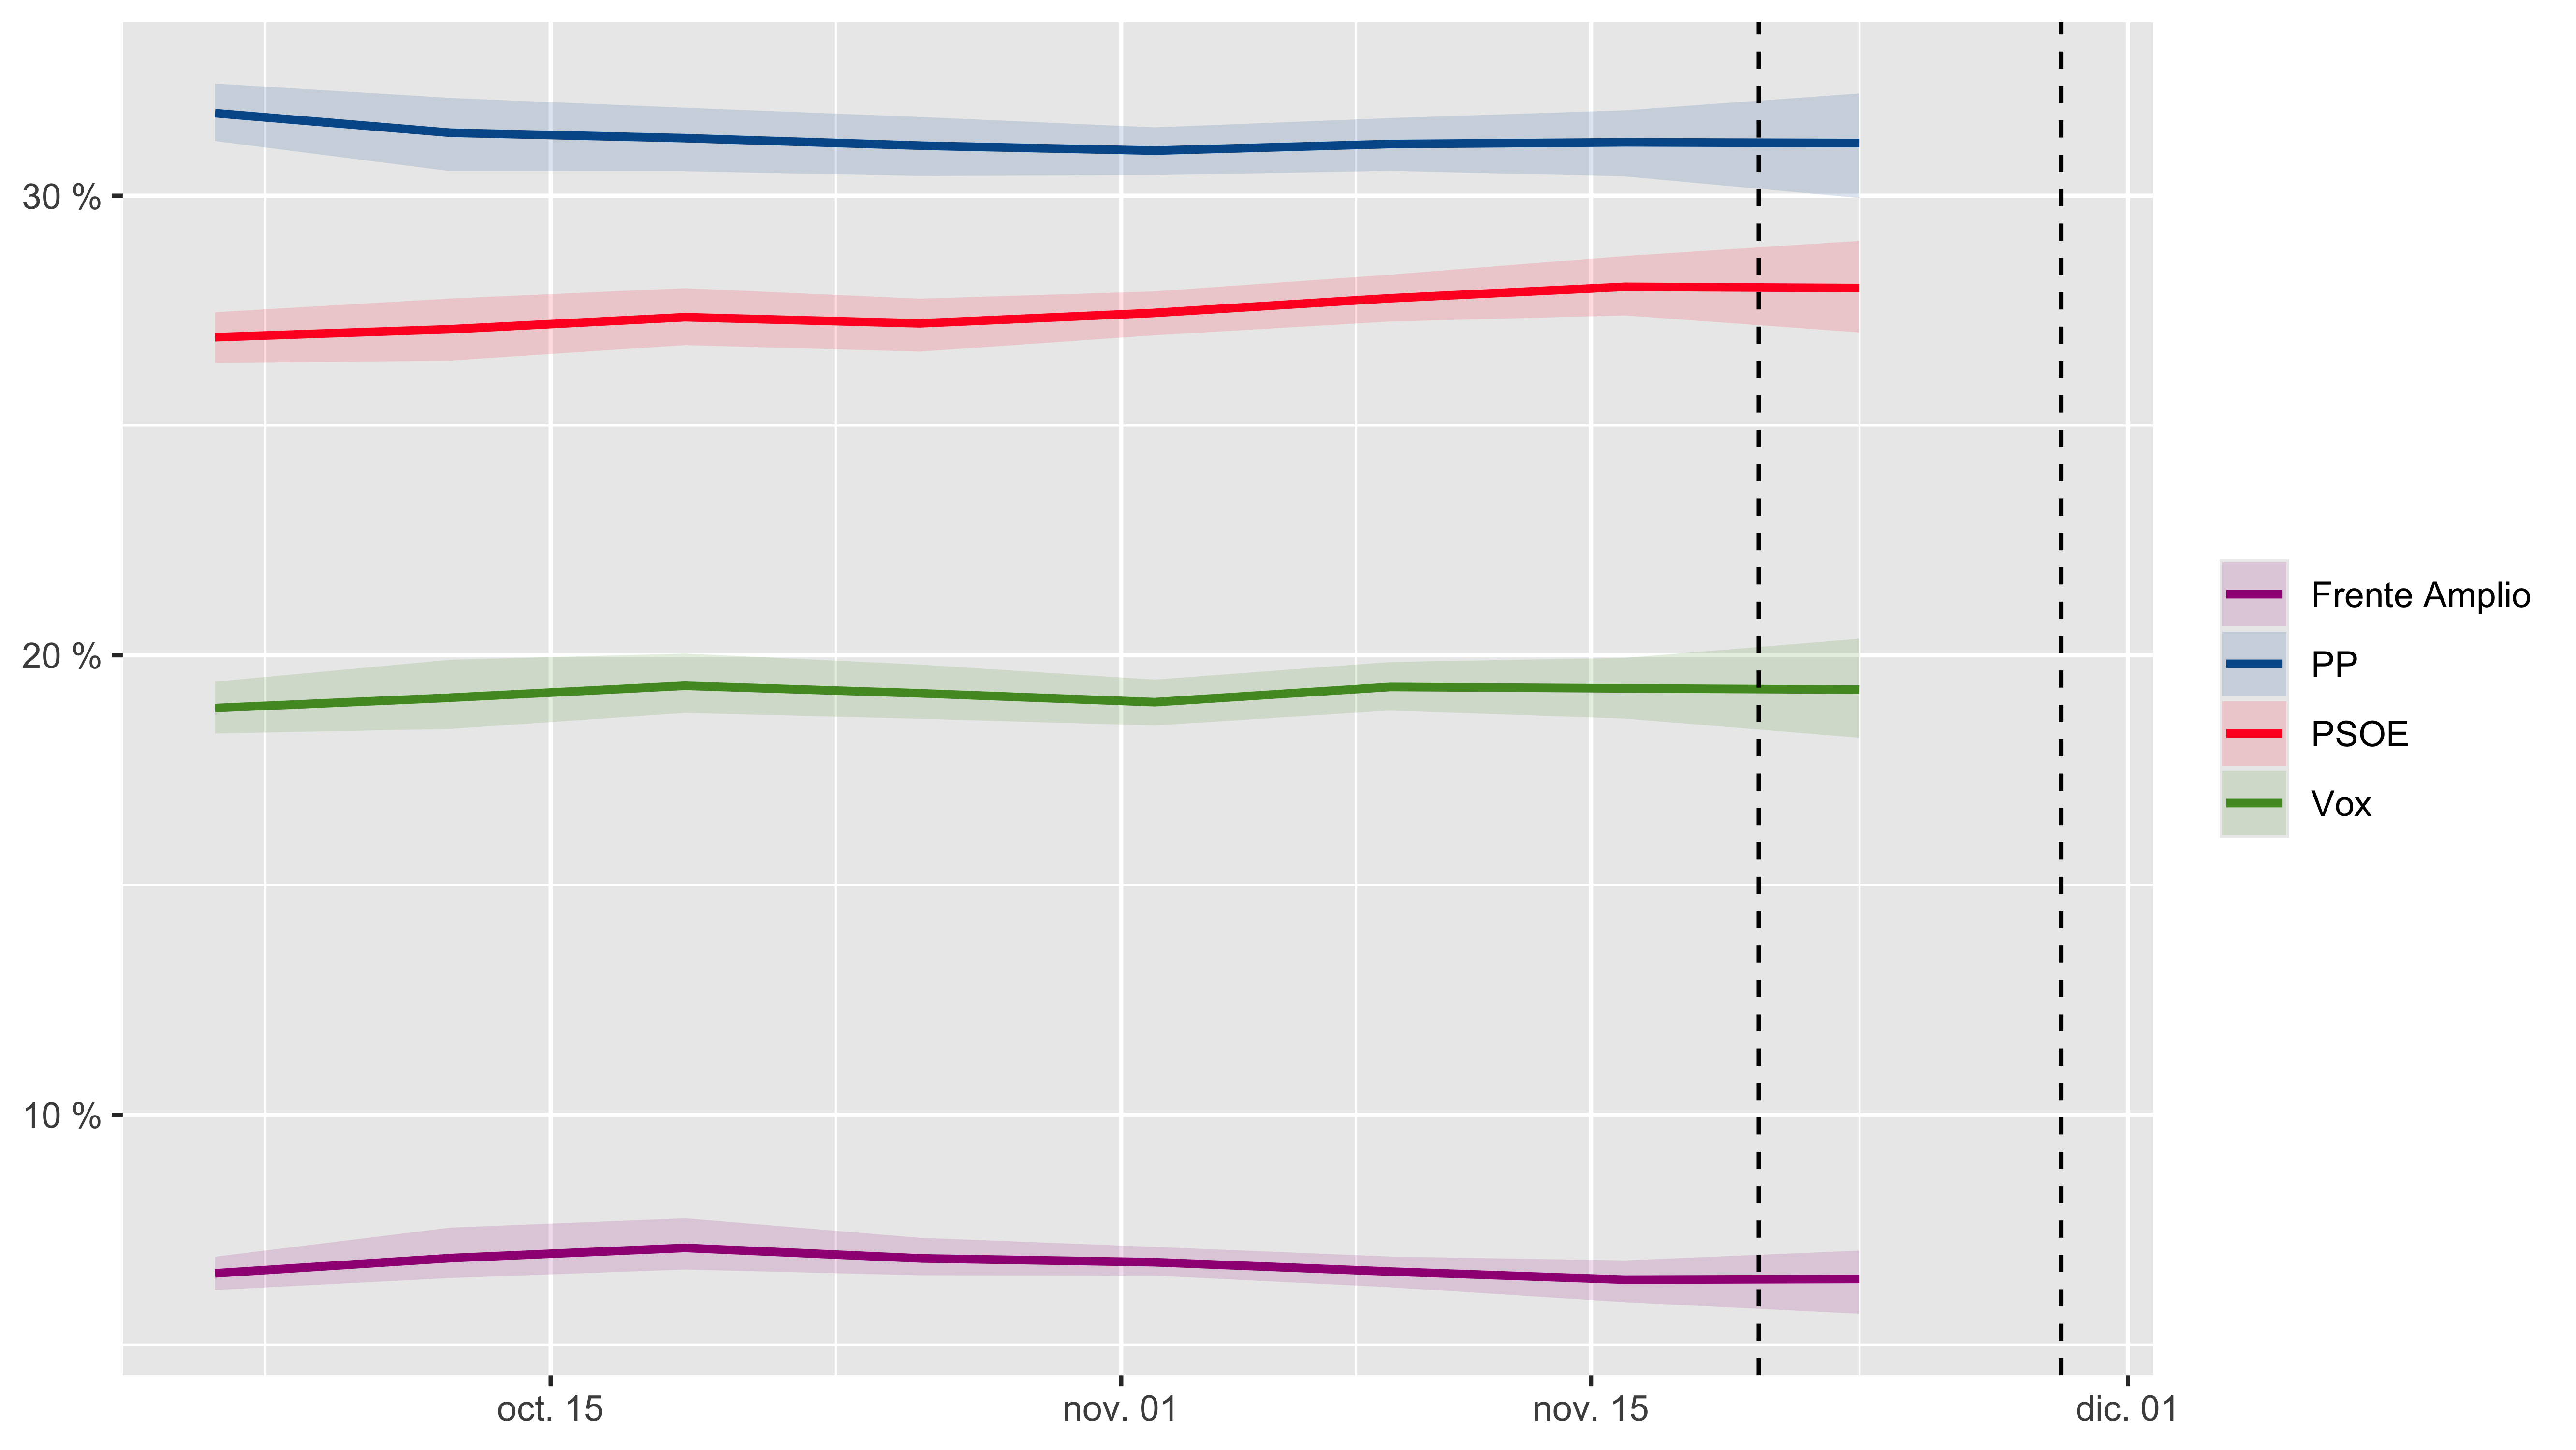 30 %
20 %
10 %
oct. 15
nov. 01
nov. 15
dic. 01
Frente Amplio
PP
PSOE
Vox